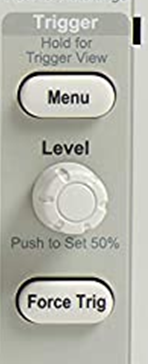 Trigger
Hold for
Trigger View
Menu
Level
Push to Set 50%
Force Trig